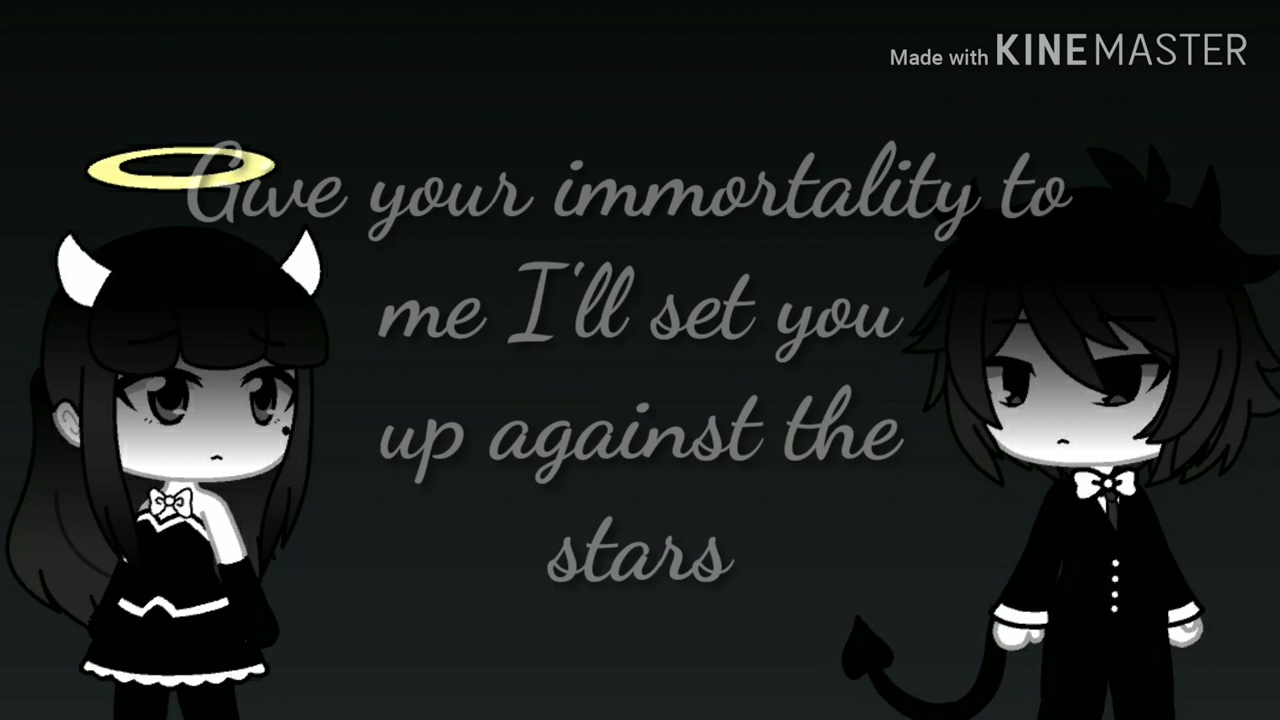 Made with KINEMASTER
Give your immortality to
me I'll set you
up against the
stars